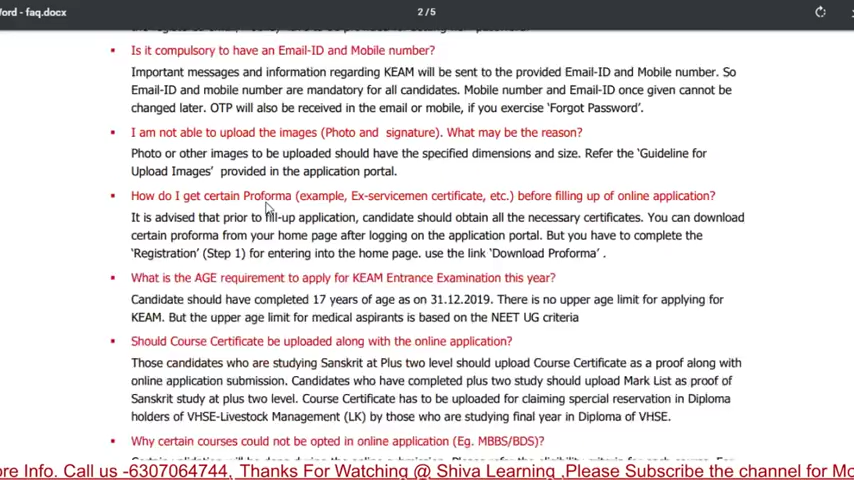 ord - faq.docx
2 / 5
Is it compulsory to have an Email-ID and Mobile number?
Important messages and information regarding KEAM will be sent to the provided Email-ID and Mobile number. So
Email-ID and mobile number are mandatory for all candidates. Mobile number and Email-ID once given cannot be
changed later. OTP will also be received in the email or mobile, if you exercise 'Forgot Password'.
I am not able to upload the images (Photo and signature). What may be the reason?
Photo or other images to be uploaded should have the specified dimensions and size. Refer the 'Guideline for
Upload Images' provided in the application portal.
How do I get certain Proforma (example, Ex-servicemen certificate, etc.) before filling up of online application?
It is advised that prior to fill-up application, candidate should obtain all the necessary certificates. You can download
certain proforma from your home page after logging on the application portal. But you have to complete the
'Registration' (Step 1) for entering into the home page. use the link 'Download Proforma' .
What is the AGE requirement to apply for KEAM Entrance Examination this year?
Candidate should have completed 17 years of age as on 31.12.2019. There is no upper age limit for applying for
KEAM. But the upper age limit for medical aspirants is based on the NEET UG criteria
Should Course Certificate be uploaded along with the online application?
Those candidates who are studying Sanskrit at Plus two level should upload Course Certificate as a proof along with
online application submission. Candidates who have completed plus two study should upload Mark List as proof of
Sanskrit study at plus two level. Course Certificate has to be uploaded for claiming spercial reservation in Diploma
holders of VHSE-Livestock Management (LK) by those who are studying final year in Diploma of VHSE.
Why certain courses could not be opted in online application (Eg. MBBS/BDS)?
ore Info. Call us -6307064744, Thanks For Watching @ Shiva Learning ,Please Subscribe the channel for Mo